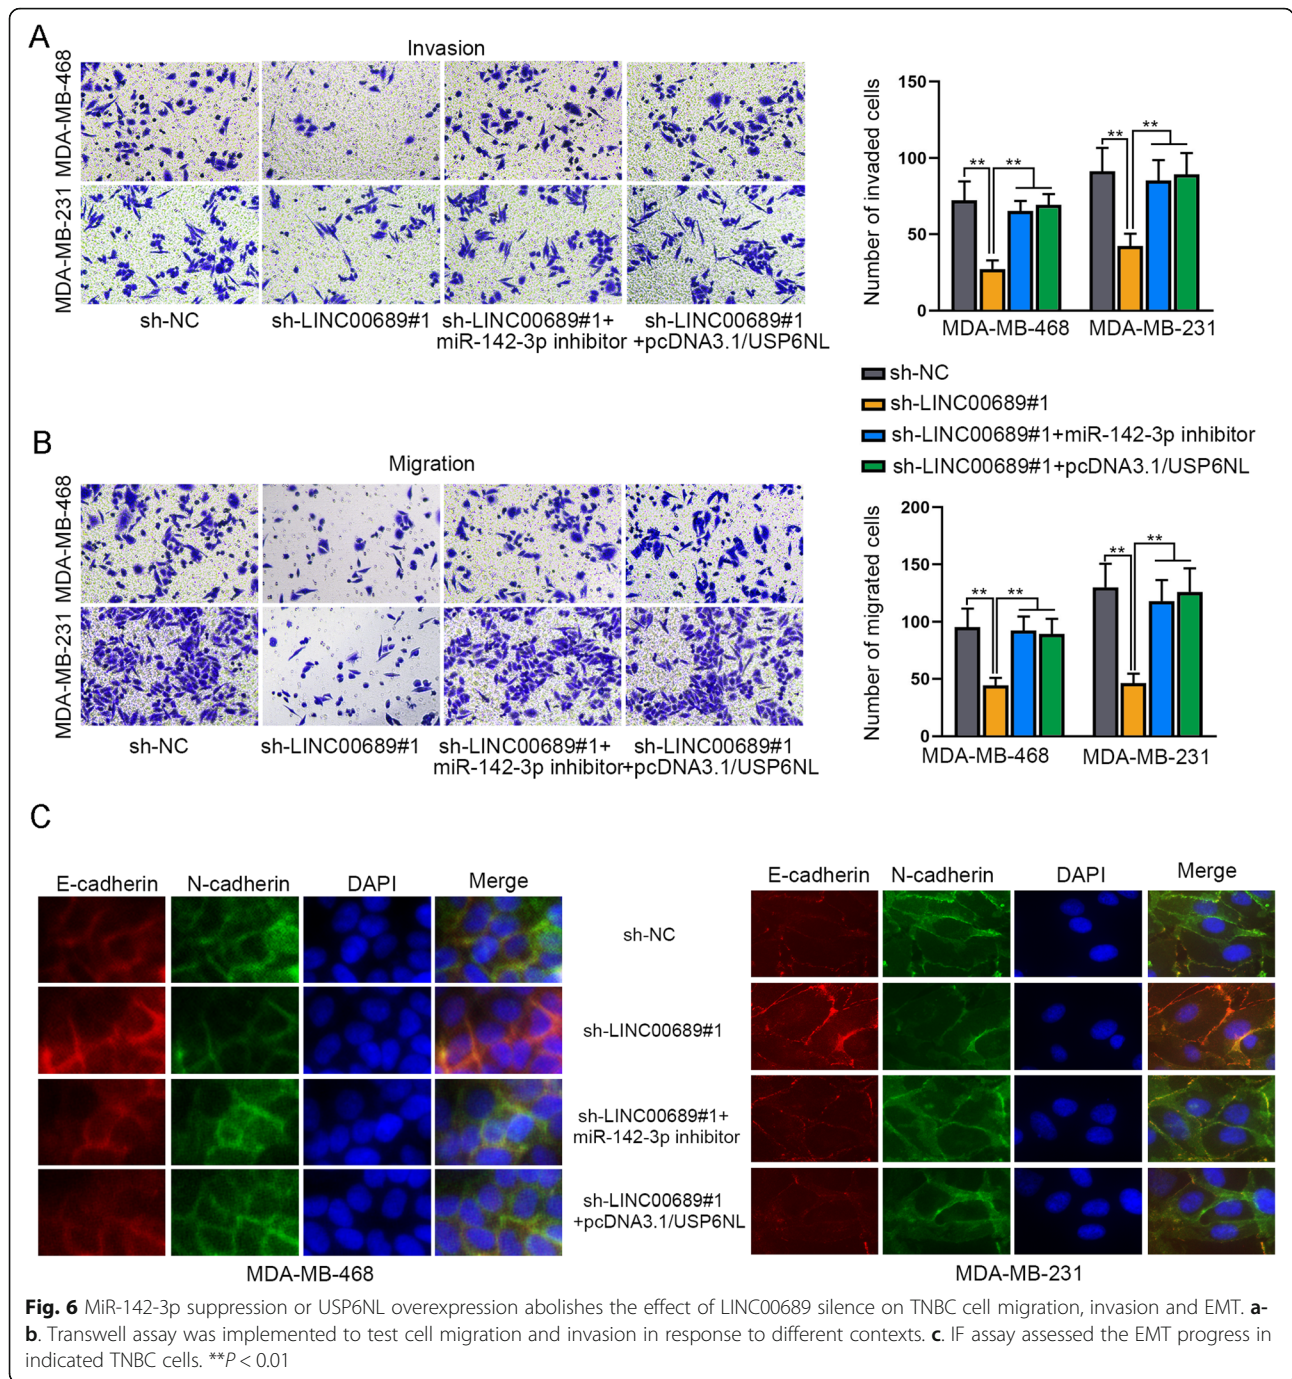 A
Invasion
MDA-MB-468
MDA-MB-231
sh-NC
sh-LINC00689#1
sh-LINC00689#1+
miR-142-3p inhibitor
sh-LINC00689#1
+pcDNA3.1/USP6NL
Number of invaded cells
150
100
50
0
** ** ** **
MDA-MB-468 MDA-MB-231
sh-NC
sh-LINC00689#1
sh-LINC00689#1+miR-142-3p inhibitor
sh-LINC00689#1+pcDNA3.1/USP6NL
B
Migration
MDA-MB-468
MDA-MB-231
sh-NC
sh-LINC00689#1
sh-LINC00689#1+
miR-142-3p inhibitor
sh-LINC00689#1
+pcDNA3.1/USP6NL
Number of migrated cells
200
150
100
50
0
** ** ** **
MDA-MB-468 MDA-MB-231
C
E-cadherin N-cadherin DAPI Merge
E-cadherin N-cadherin DAPI Merge
sh-NC
sh-LINC00689#1
sh-LINC00689#1+
miR-142-3p inhibitor
sh-LINC00689#1
+pcDNA3.1/USP6NL
MDA-MB-468
MDA-MB-231
Fig. 6 MiR-142-3p suppression or USP6NL overexpression abolishes the effect of LINC00689 silence on TNBC cell migration, invasion and EMT. a-
b. Transwell assay was implemented to test cell migration and invasion in response to different contexts. c. IF assay assessed the EMT progress in
indicated TNBC cells. **P < 0.01